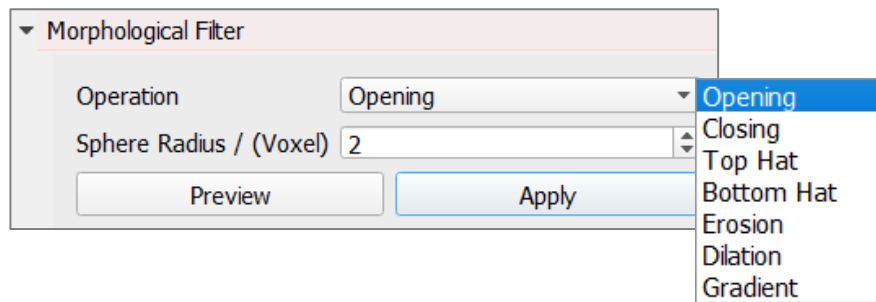 Morphological Filter
Operation
Opening
Sphere Radius / (Voxel)
2
Preview
Apply
Opening
Closing
Top Hat
Bottom Hat
Erosion
Dilation
Gradient